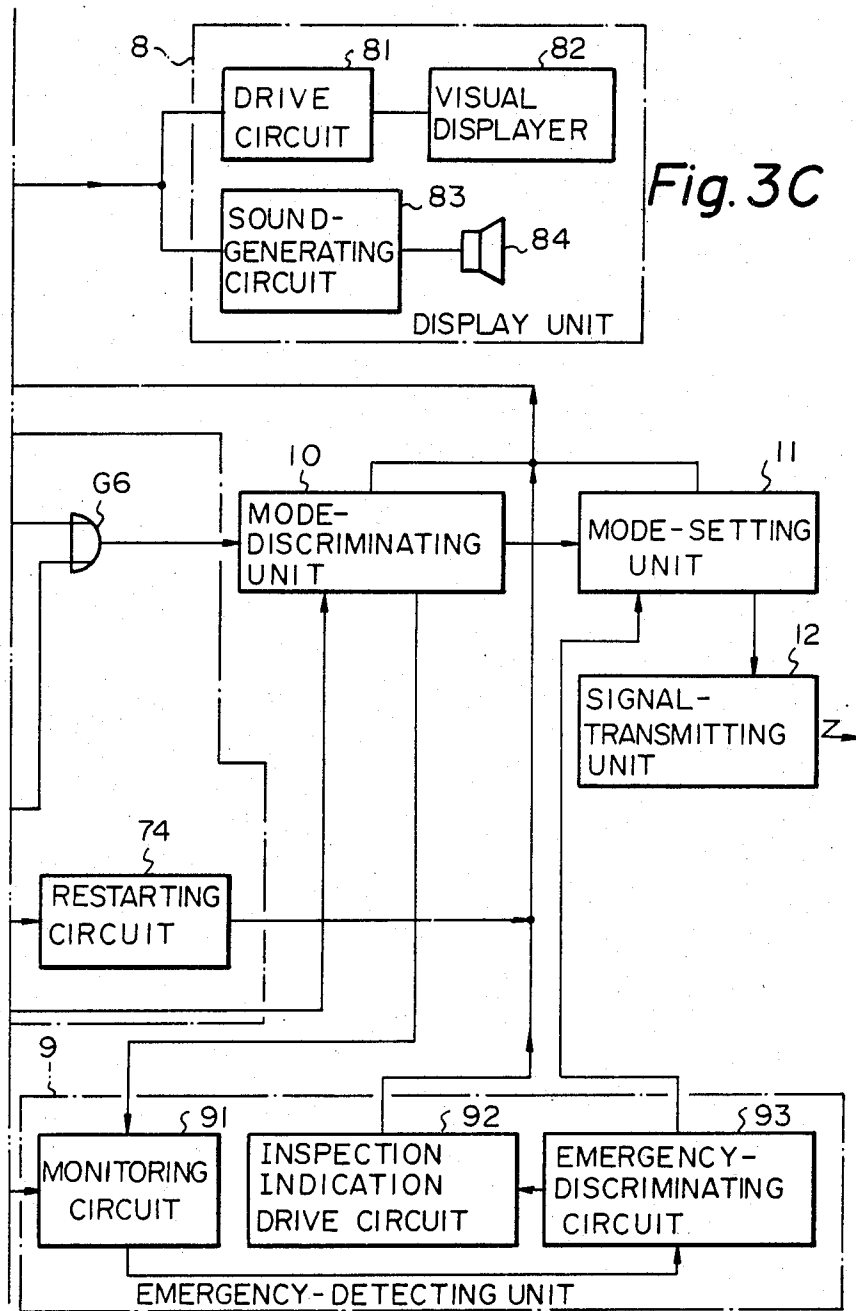 8
81
82
DRIVE
CIRCUIT
VISUAL
DISPLAYER
Fig. 3C
83
SOUND-
GENERATING
CIRCUIT
84
DISPLAY UNIT
10
11
G6
MODE-
DISCRIMINATING
UNIT
MODE-SETTING
UNIT
12
SIGNAL-
TRANSMITTING
UNIT
Z
74
RESTARTING
CIRCUIT
9
91
92
93
MONITORING
CIRCUIT
INSPECTION
INDICATION
DRIVE CIRCUIT
EMERGENCY-
DISCRIMINATING
CIRCUIT
EMERGENCY-DETECTING UNIT